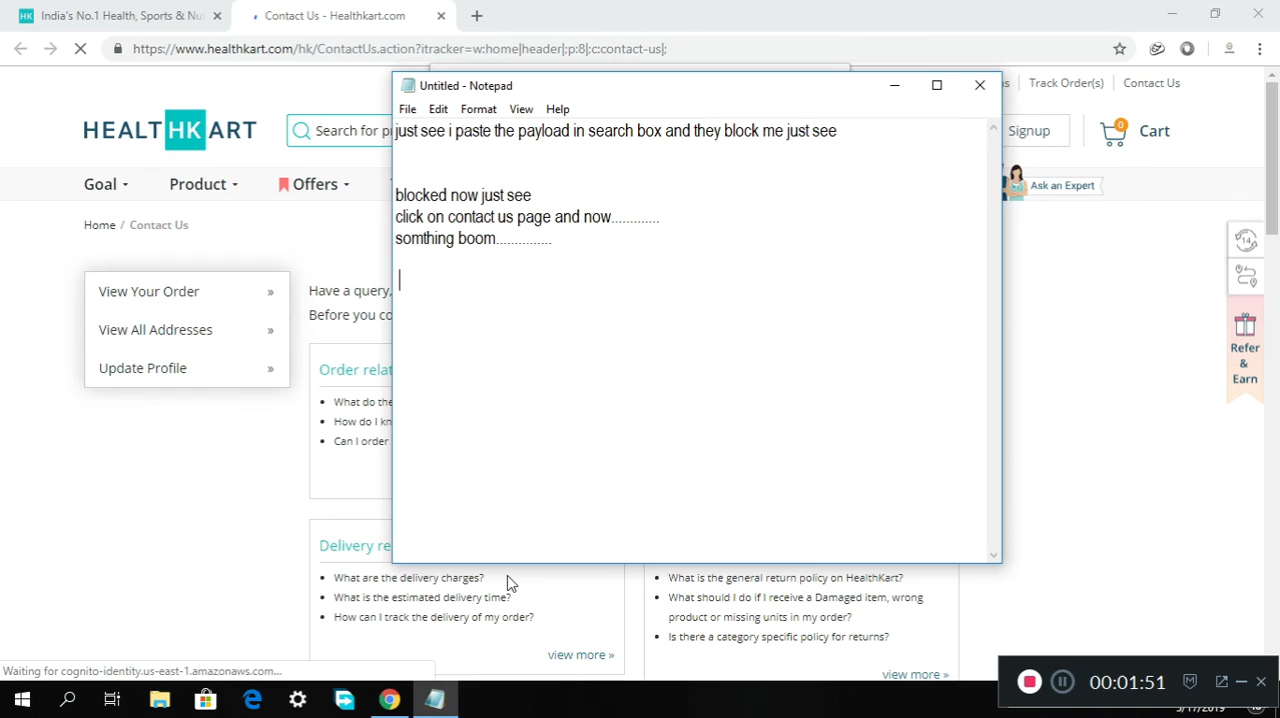 India's No.1 Health, Sports & Nut
Contact Us - Healthkart.com
https://www.healthkart.com/hk/ContactUs.action?itracker=w:home|header|;p:8|;c:contact-us|;
Untitled - Notepad
File Edit Format View Help
just see i paste the payload in search box and they block me just see
blocked now just see
click on contact us page and now.............
somthing boom...............
Track Order(s) Contact Us
HEALTHKART
Search for
Signup
0
Cart
Goal Product Offers
Ask an Expert
Home / Contact Us
View Your Order »
View All Addresses »
Update Profile »
Have a query,
Before you
Order
What do
How do I
Can I order
Delivery
What are the delivery charges?
What is the estimated delivery time?
How can I track the delivery of my order?
view more »
What is the general return policy on HealthKart?
What should I do if I receive a Damaged item, wrong
product or missing units in my order?
Is there a category specific policy for returns?
view more »
14
Refer
&
Earn
Waiting for cognito-identity.us-east-1.amazonaws.com...
00:01:51